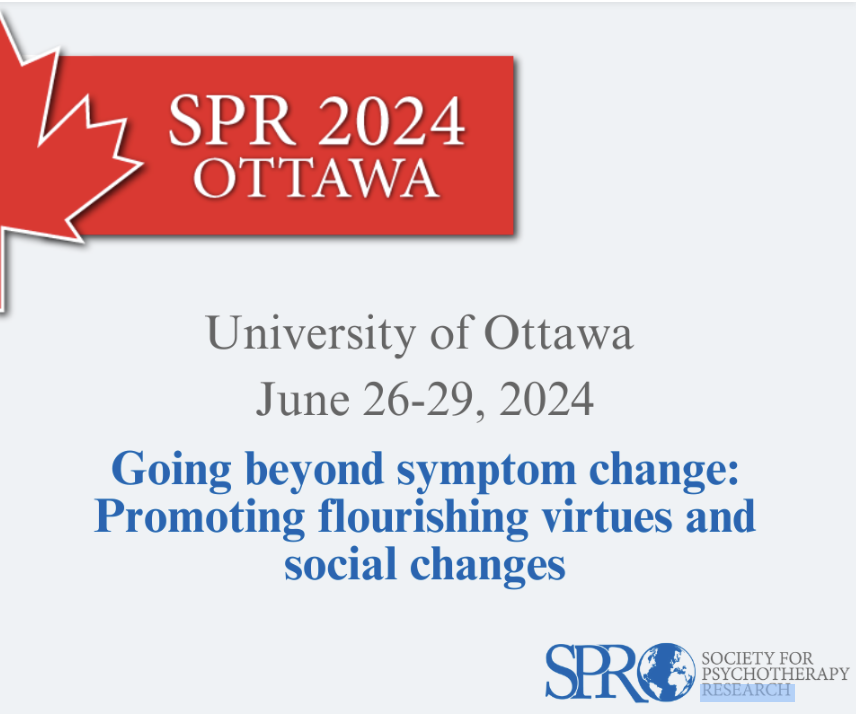 SPR 2024
OTTAWA
University of Ottawa
June 26-29, 2024
Going beyond symptom change:
Promoting flourishing virtues and
social changes
SPR
SOCIETY FOR
PSYCHOTHERAPY
RESEARCH